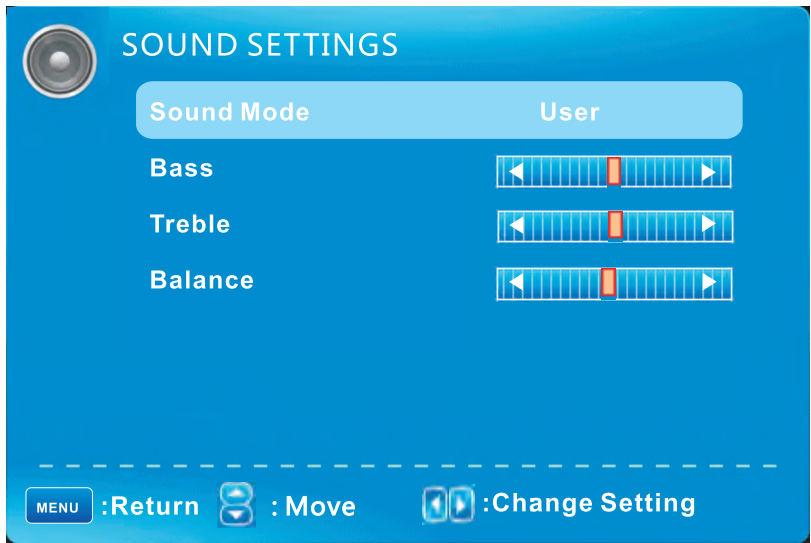 SOUND SETTINGS
Sound Mode User
Bass
Treble
Balance
MENU :Return : Move :Change Setting